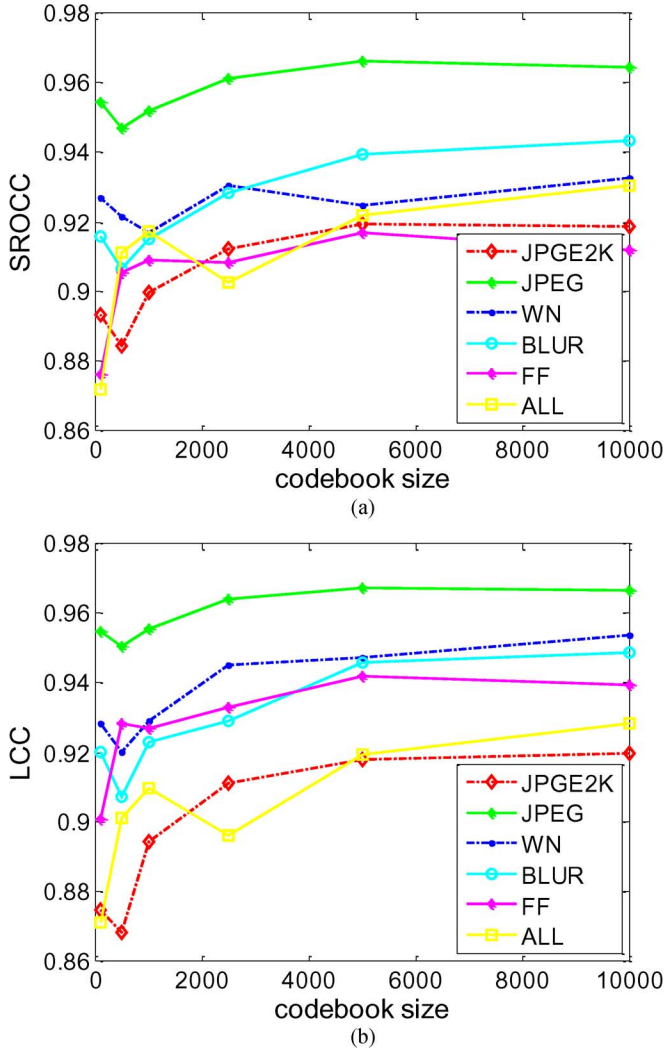 0.98
0.96
0.94
0.92
0.9
0.88
0.86
SROCC
JPGE2K
JPEG
WN
BLUR
FF
ALL
0 2000 4000 6000 8000 10000
codebook size
(a)
0.98
0.96
0.94
0.92
0.9
0.88
0.86
LCC
JPGE2K
JPEG
WN
BLUR
FF
ALL
0 2000 4000 6000 8000 10000
codebook size
(b)